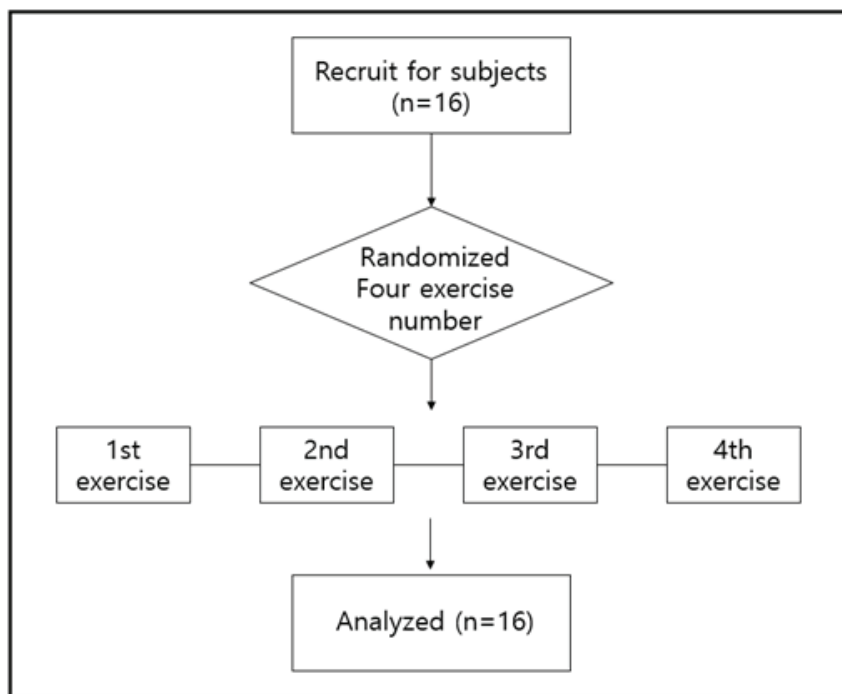 Recruit for subjects
(n=16)
Randomized
Four exercise
number
1st
exercise
2nd
exercise
3rd
exercise
4th
exercise
Analyzed (n=16)